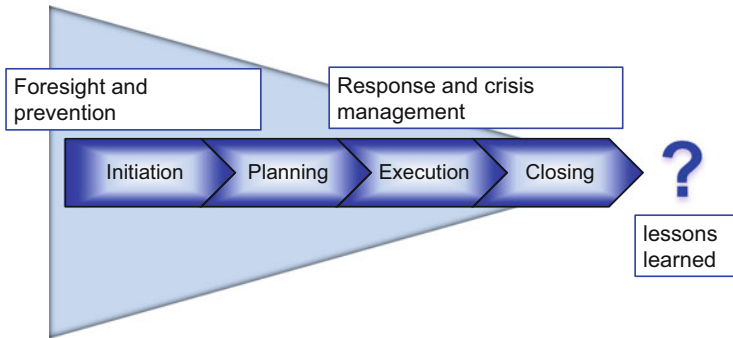 Foresight and
prevention
Response and crisis
management
Initiation
Planning
Execution
Closing
?
lessons
learned